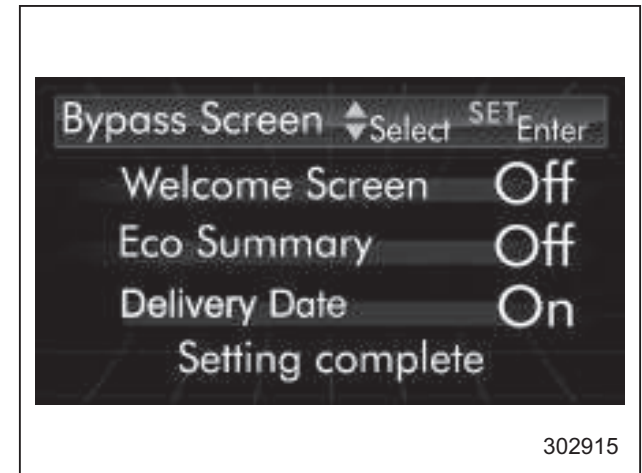 Bypass Screen Select SET Enter
Welcome Screen Off
Eco Summary Off
Delivery Date On
Setting complete
302915